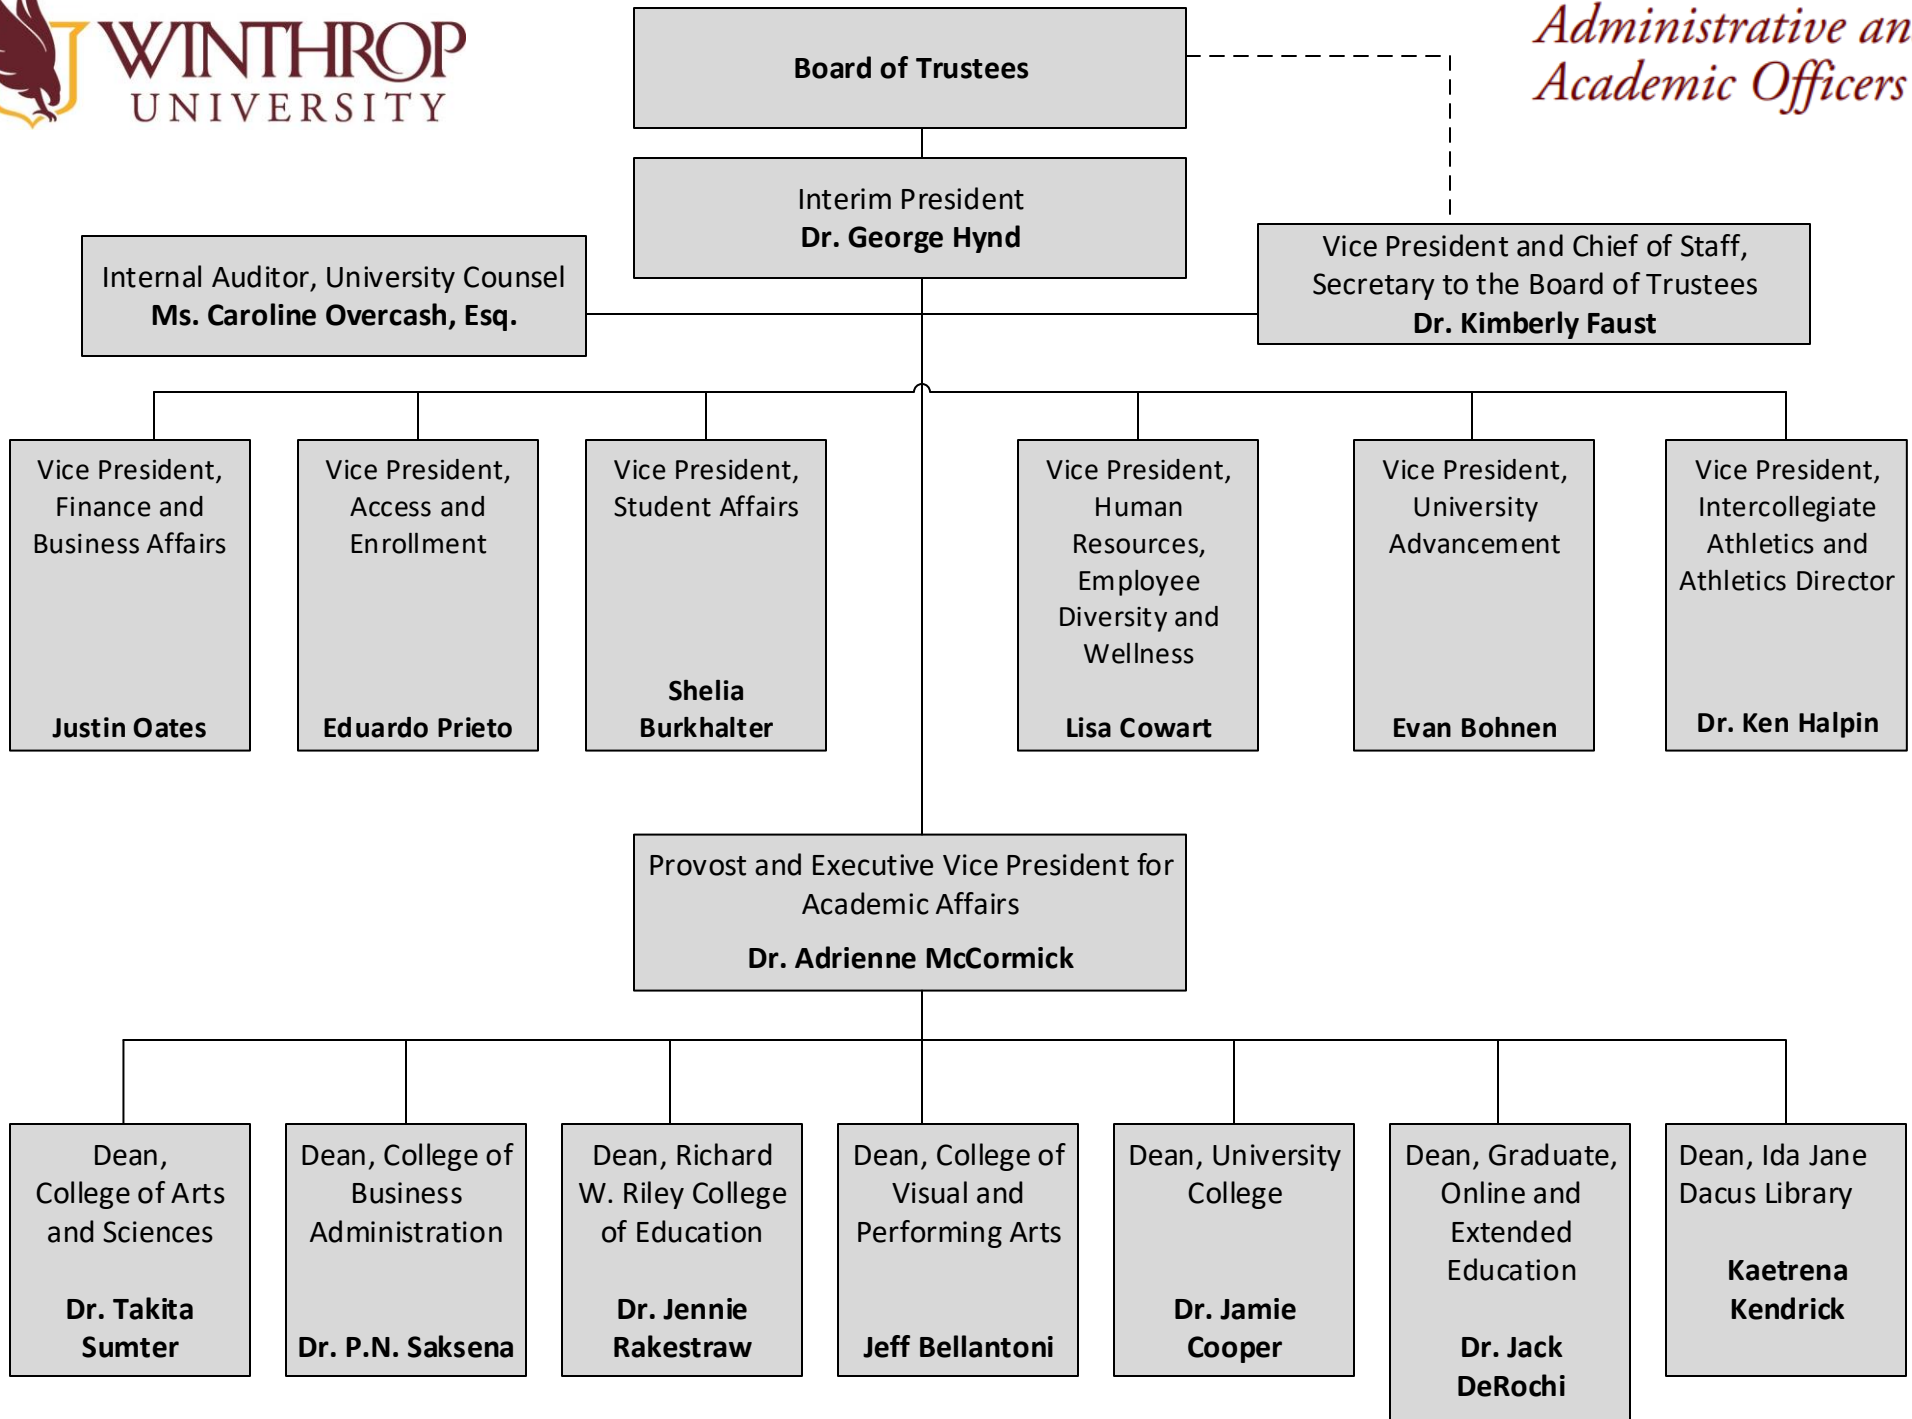 WINTHROP
UNIVERSITY
Administrative an
Academic Officers
Board of Trustees
Interim President
Dr. George Hynd
Internal Auditor, University Counsel
Ms. Caroline Overcash, Esq.
Vice President and Chief of Staff,
Secretary to the Board of Trustees
Dr. Kimberly Faust
Vice President,
Finance and
Business Affairs
Justin Oates
Vice President,
Access and
Enrollment
Eduardo Prieto
Vice President,
Student Affairs
Shelia
Burkhalter
Vice President,
Human
Resources,
Employee
Diversity and
Wellness
Lisa Cowart
Vice President,
University
Advancement
Evan Bohnen
Vice President,
Intercollegiate
Athletics and
Athletics Director
Dr. Ken Halpin
Provost and Executive Vice President for
Academic Affairs
Dr. Adrienne McCormick
Dean,
College of Arts
and Sciences
Dr. Takita
Sumter
Dean, College of
Business
Administration
Dr. P.N. Saksena
Dean, Richard
W. Riley College
of Education
Dr. Jennie
Rakestraw
Dean, College of
Visual and
Performing Arts
Jeff Bellantoni
Dean, University
College
Dr. Jamie
Cooper
Dean, Graduate,
Online and
Extended
Education
Dr. Jack
DeRochi
Dean, Ida Jane
Dacus Library
Kaetrena
Kendrick